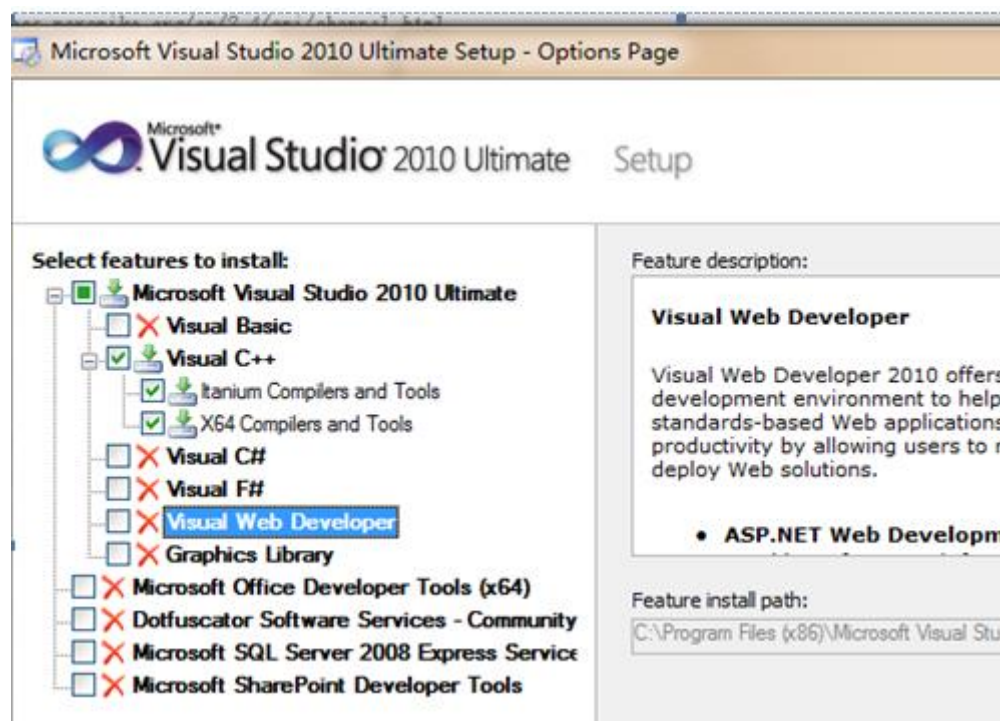 Microsoft Visual Studio 2010 Ultimate Setup - Options Page
Microsoft®
Visual Studio® 2010 Ultimate Setup
Select features to install:
Microsoft Visual Studio 2010 Ultimate
Visual Basic
Visual C++
Itanium Compilers and Tools
X64 Compilers and Tools
Visual C#
Visual F#
Visual Web Developer
Graphics Library
Microsoft Office Developer Tools (x64)
Dotfuscator Software Services - Community
Microsoft SQL Server 2008 Express Service
Microsoft SharePoint Developer Tools
Feature description:
Visual Web Developer
Visual Web Developer 2010 offers
development environment to help
standards-based Web applications
productivity by allowing users to
deploy Web solutions.
• ASP.NET Web Developm
Feature install path:
C:\Program Files (x86)\Microsoft Visual Stu